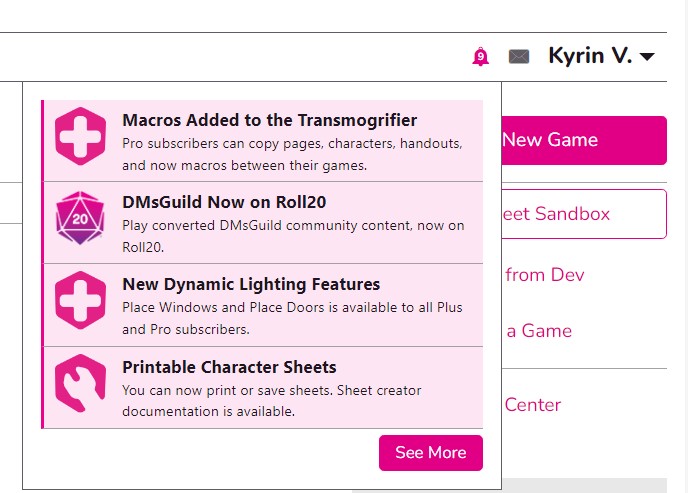 9
Kyrin V.
Macros Added to the Transmogrifier
Pro subscribers can copy pages, characters, handouts,
and now macros between their games.
20
DMsGuild Now on Roll20
Play converted DMsGuild community content, now on
Roll20.
New Dynamic Lighting Features
Place Windows and Place Doors is available to all Plus
and Pro subscribers.
Printable Character Sheets
You can now print or save sheets. Sheet creator
documentation is available.
See More
New Game
eet Sandbox
from Dev
a Game
Center